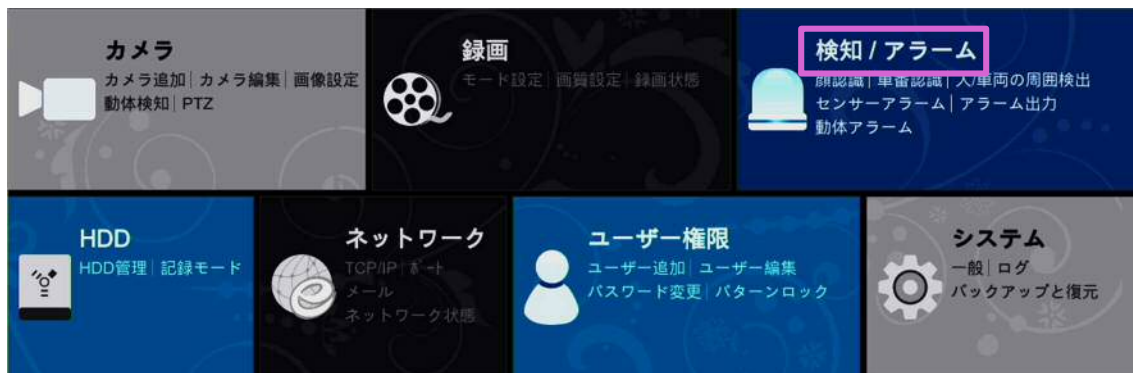 カメラ
カメラ追加 | カメラ編集 | 画像設定
動体検知 | PTZ
録画
モード設定 | 画質設定 | 録画状態
検知 / アラーム
顔認識 | 車番認識 | 人/車両の周囲検出
センサーアラーム | アラーム出力
動体アラーム
HDD
HDD管理 | 記録モード
ネットワーク
TCP/IP | ポート
メール
ネットワーク状態
ユーザー権限
ユーザー追加 | ユーザー編集
パスワード変更 | パターンロック
システム
一般 | ログ
バックアップと復元